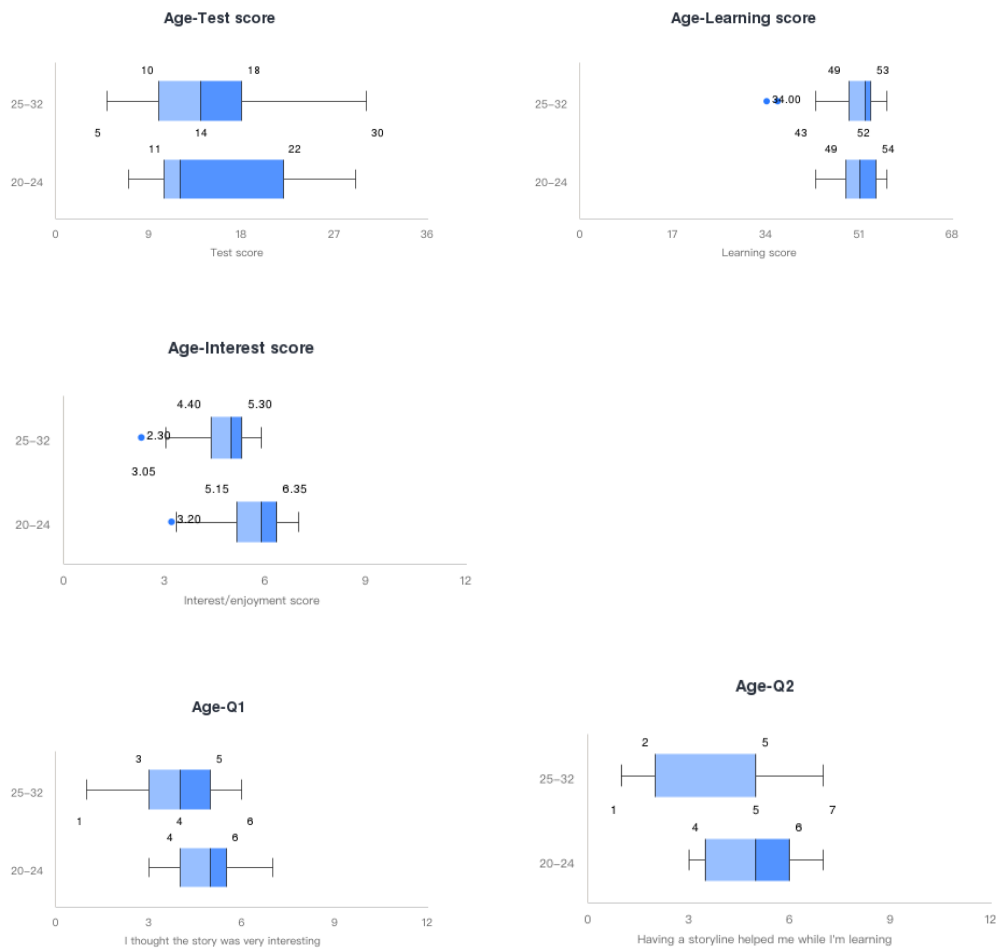 Age-Test score
10 18
25–32
5 14 30
11 22
20–24
0 9 18 27 36
Test score
Age-Learning score
49 53
25–32
34.00
43 52
49 54
20–24
0 17 34 51 68
Learning score
Age-Interest score
4.40 5.30
25–32
2.30
3.05
5.15 6.35
20–24
3.20
0 3 6 9 12
Interest/enjoyment score
Age-Q1
3 5
25–32
1 4 6
4 6
20–24
0 3 6 9 12
I thought the story was very interesting
Age-Q2
2 5
25–32
1 5 7
4 6
20–24
0 3 6 9 12
Having a storyline helped me while I'm learning